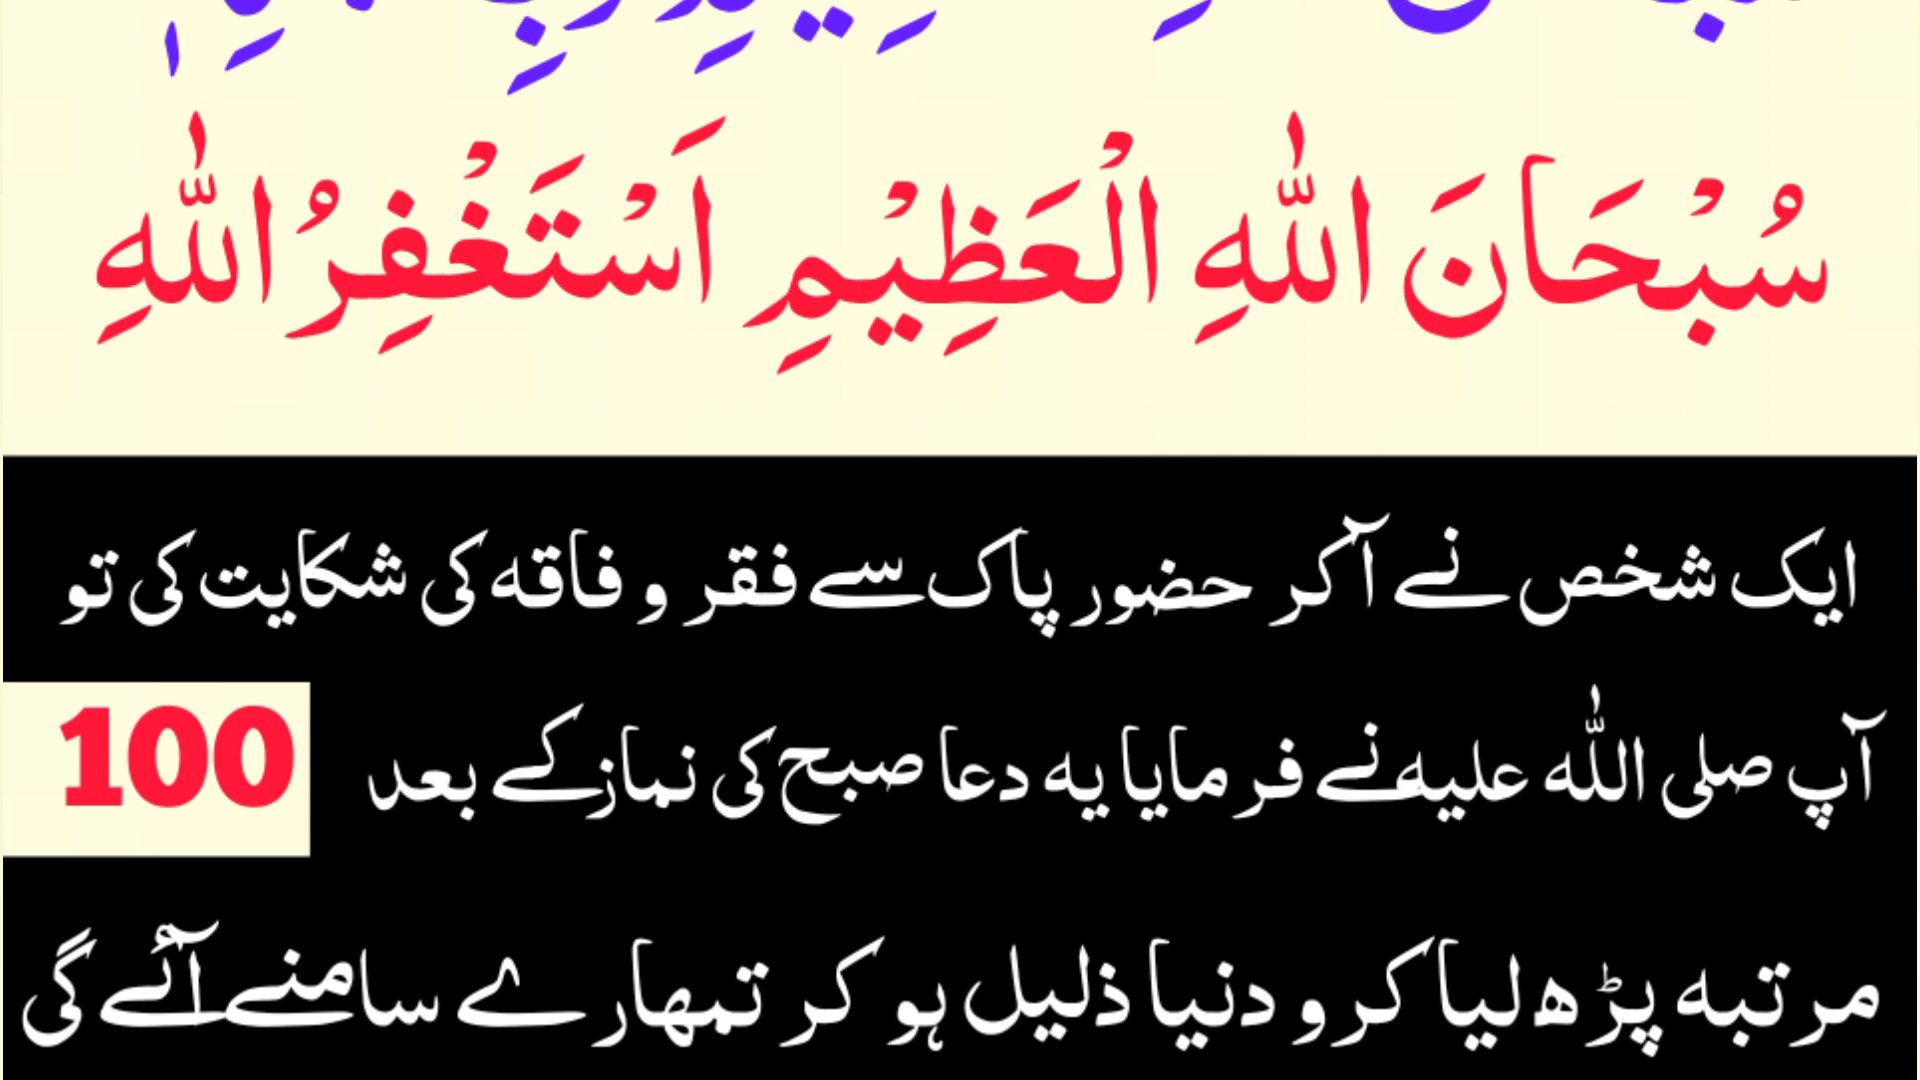 سُبْحَانَ اللّٰهِ الْعَظِيْمِ اَسْتَغْفِرُ اللّٰهِ
ایک شخص نے آکر حضور پاک سے فقر و فاقہ کی شکایت کی تو
آپ صلی اللّٰہ علیہ نے فرمایا یہ دعا صبح کی نماز کے بعد 100
مرتبہ پڑھ لیا کرو دنیا ذلیل ہو کر تمھارے سامنے آئے گی